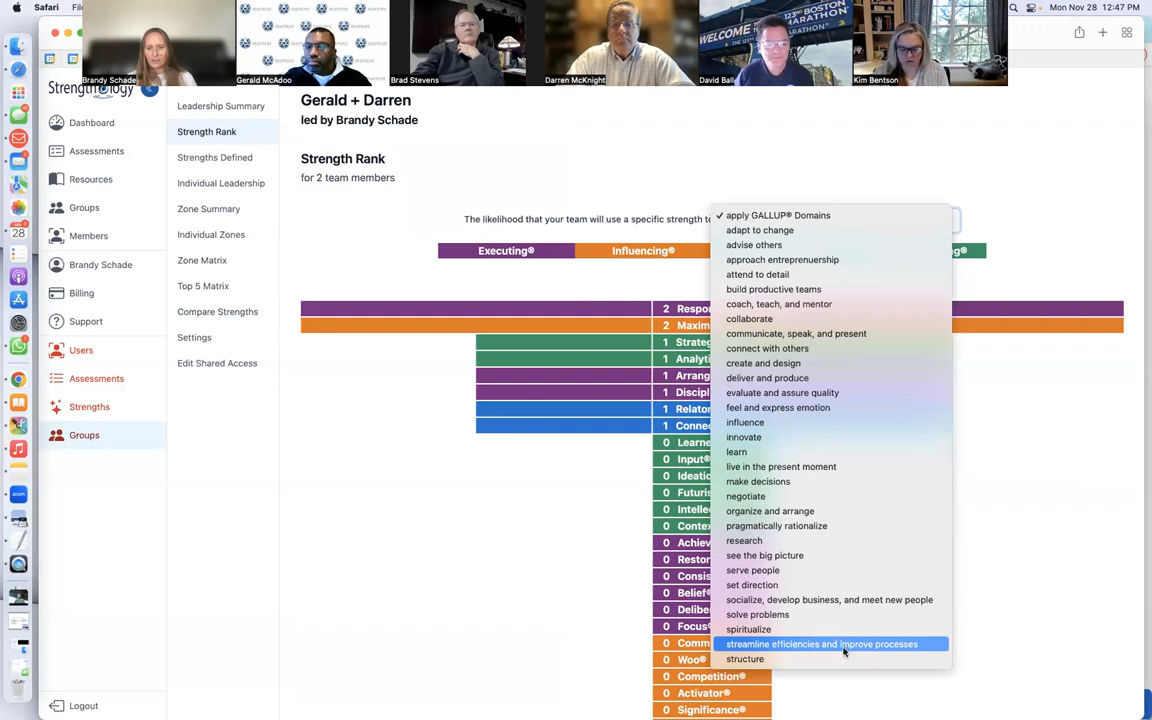 Safari
Mon Nov 28 12:47 PM
WELCOME
123RD BOSTON
MARATHON
Brandy Schade
Gerald McAdoo
Brad Stevens
Darren McKnight
David Ball
Kim Bentson
Strengthology
Dashboard
Assessments
Resources
Groups
Members
Brandy Schade
Billing
Support
Users
Assessments
Strengths
Groups
Logout
Leadership Summary
Strength Rank
Strengths Defined
Individual Leadership
Zone Summary
Individual Zones
Zone Matrix
Top 5 Matrix
Compare Strengths
Settings
Edit Shared Access
Gerald + Darren
led by Brandy Schade
Strength Rank
for 2 team members
The likelihood that your team will use a specific strength to
Executing®
Influencing®
g®
2 Respo
2 Maxim
1 Strateg
1 Analyti
1 Arrang
1 Discipl
1 Relator
1 Connec
0 Learne
0 Input®
0 Ideatio
0 Futuris
0 Intellec
0 Contex
0 Achiev
0 Restor
0 Consis
0 Belief®
0 Deliber
0 Focus®
0 Comm
0 Woo®
0 Competition®
0 Activator®
0 Significance®
✓ apply GALLUP® Domains
adapt to change
advise others
approach entreprenuership
attend to detail
build productive teams
coach, teach, and mentor
collaborate
communicate, speak, and present
connect with others
create and design
deliver and produce
evaluate and assure quality
feel and express emotion
influence
innovate
learn
live in the present moment
make decisions
negotiate
organize and arrange
pragmatically rationalize
research
see the big picture
serve people
set direction
socialize, develop business, and meet new people
solve problems
spiritualize
streamline efficiencies and improve processes
structure